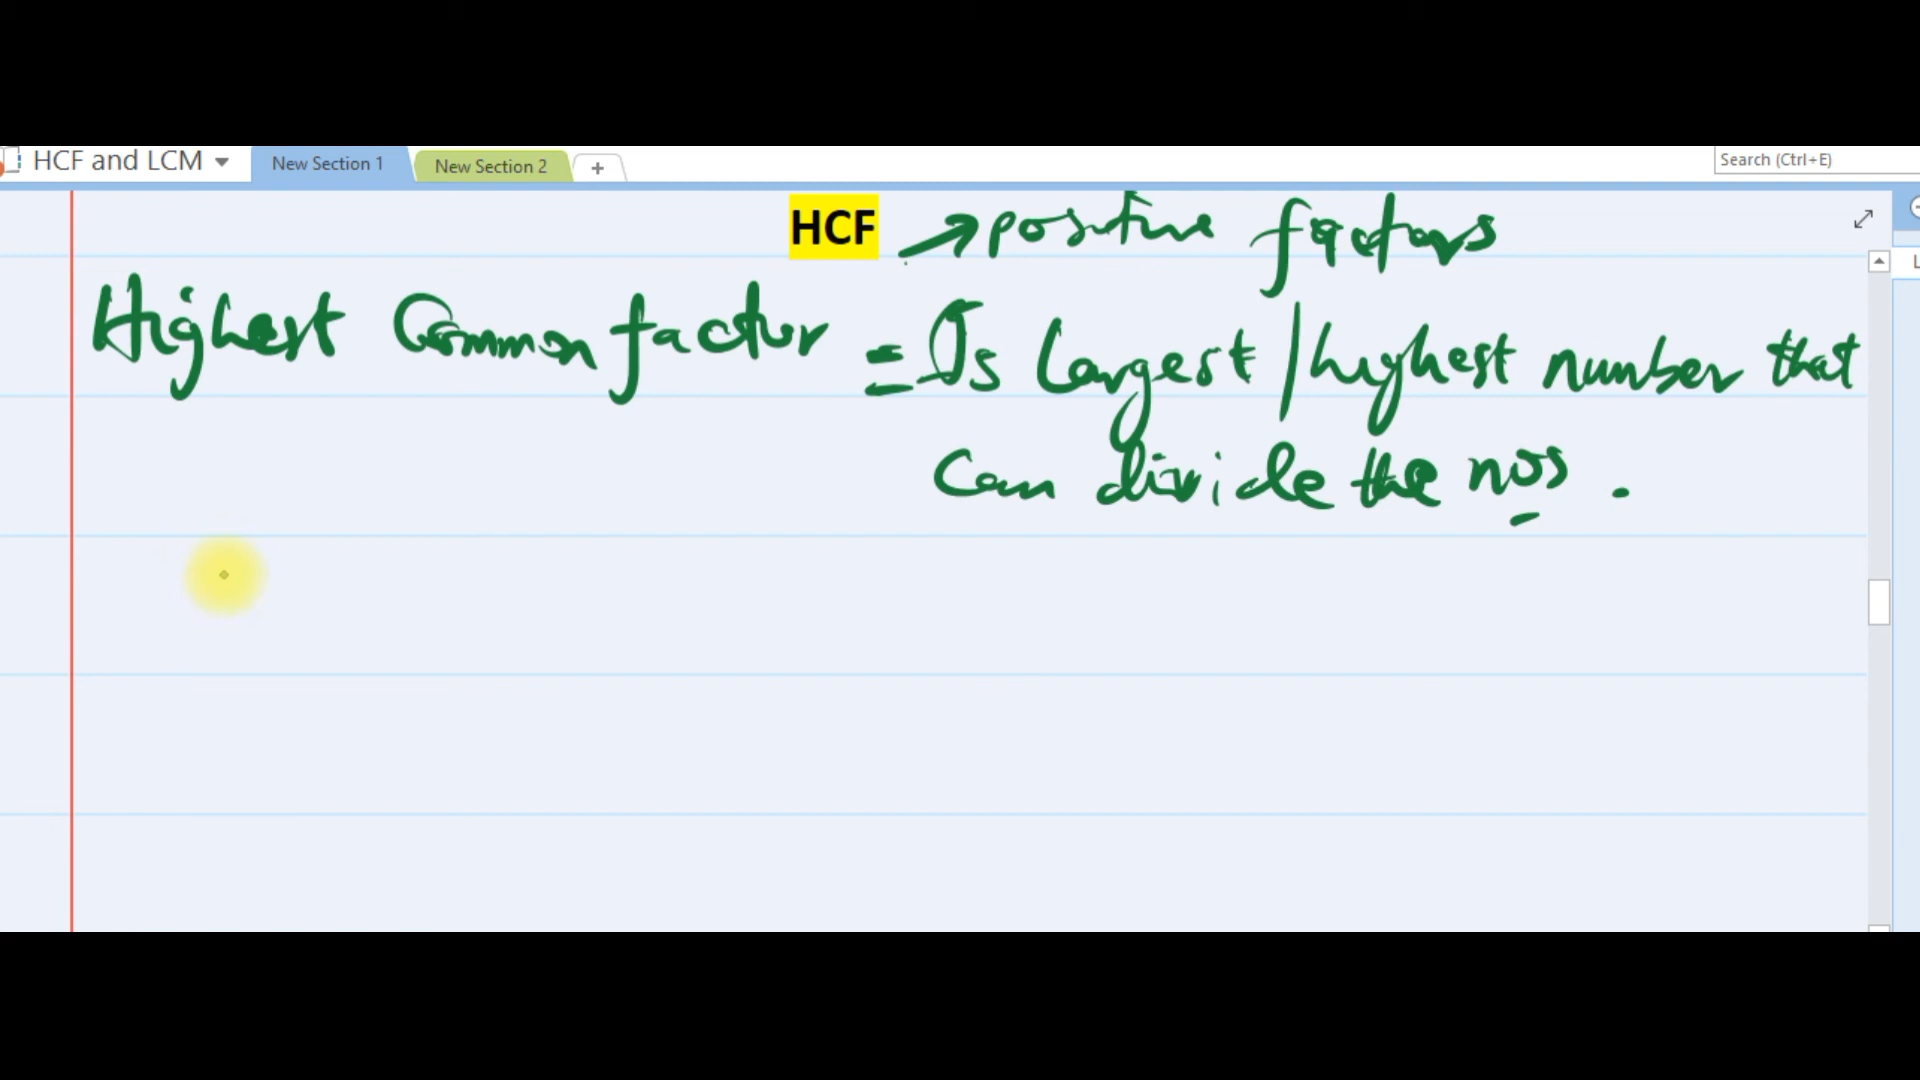 HCF and LCM New Section 1 New Section 2 + Search (Ctrl+E)
HCF → positive factors
Highest Common factor = Is largest / highest number that
can divide the nos.